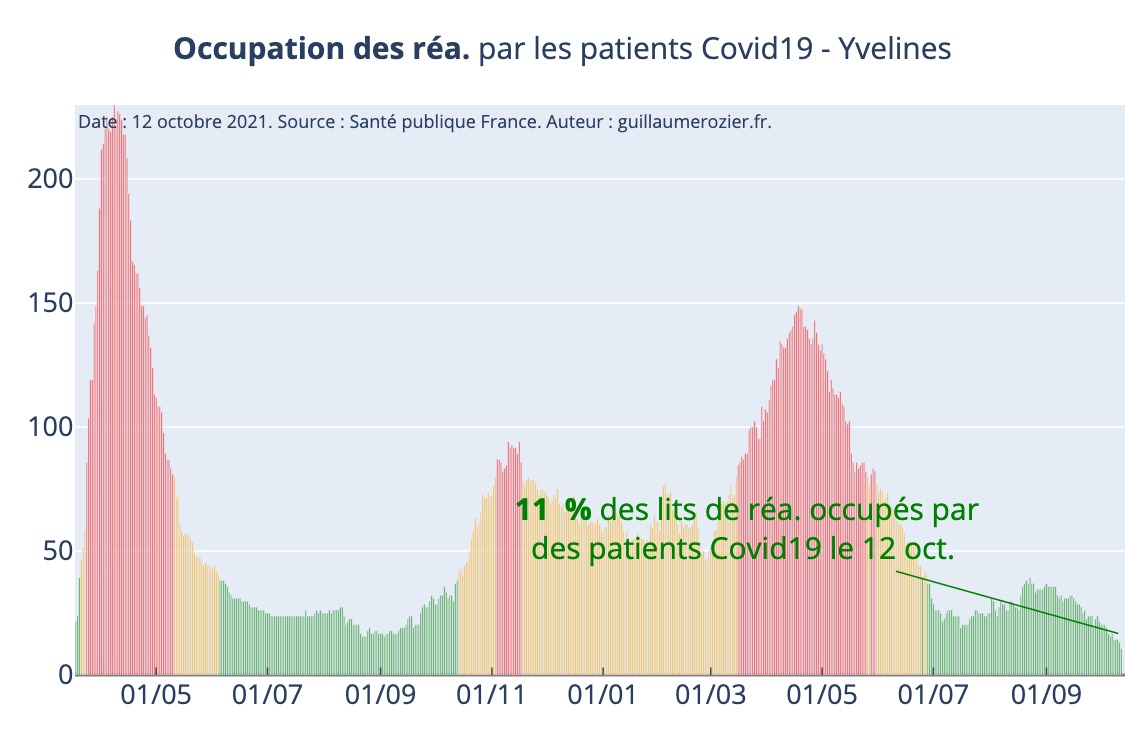 Occupation des réa. par les patients Covid19 - Yvelines
Date : 12 octobre 2021. Source : Santé publique France. Auteur : guillaumerozier.fr.
200
150
100
50
0
11 % des lits de réa. occupés par
des patients Covid19 le 12 oct.
01/05 01/07 01/09 01/11 01/01 01/03 01/05 01/07 01/09